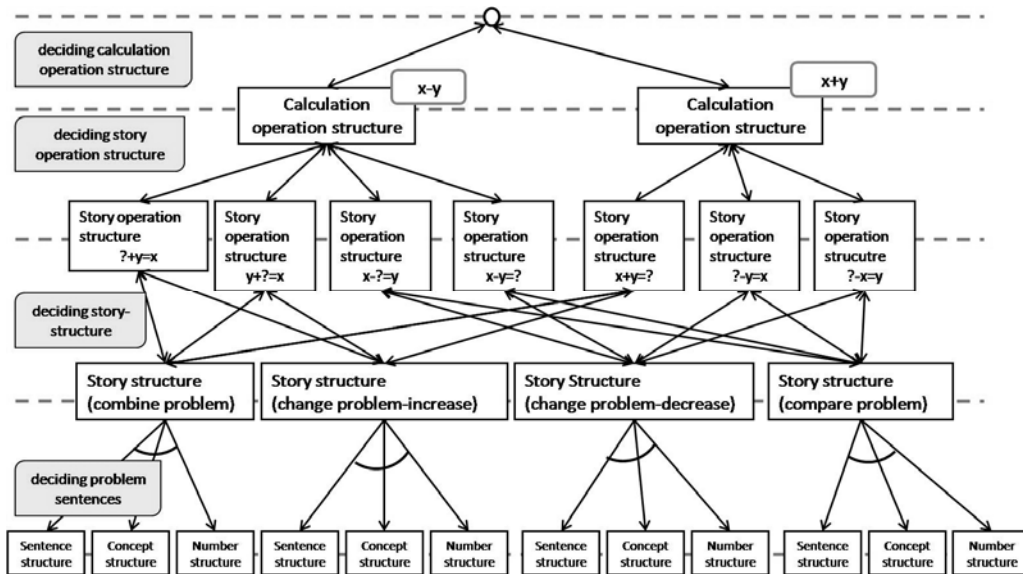 deciding calculation
operation structure
x-y
x+y
Calculation
operation structure
Calculation
operation structure
deciding story
operation structure
Story operation
structure
?+y=x
Story
operation
structure
y+?=x
Story
operation
structure
x-?=y
Story
operation
structure
x-y=?
Story
operation
structure
x+y=?
Story
operation
structure
?-y=x
Story
operation
strucutre
?-x=y
deciding story-
structure
Story structure
(combine problem)
Story structure
(change problem-increase)
Story Structure
(change problem-decrease)
Story structure
(compare problem)
deciding problem
sentences
Sentence
structure
Concept
structure
Number
structure
Sentence
structure
Concept
structure
Number
structure
Sentence
structure
Concept
structure
Number
structure
Sentence
structure
Concept
structure
Number
structure